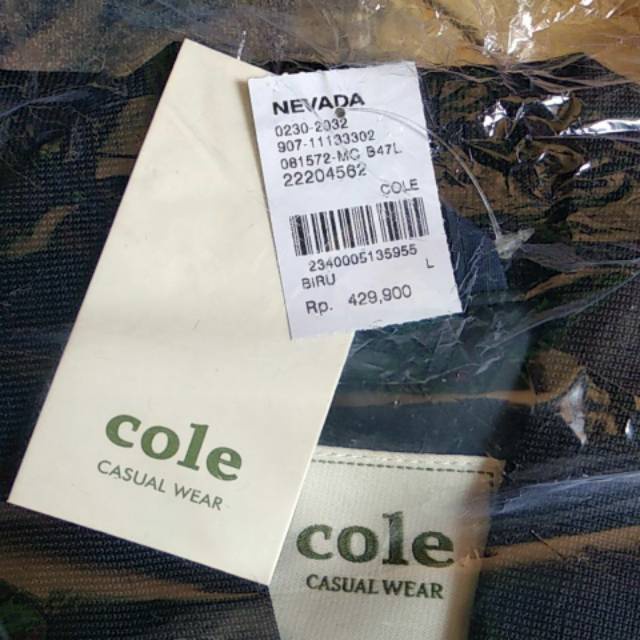 NEVADA
0230-2032
907-11133302
081572-MC B47L
22204562
COLE
2340005135955
BIRU L
Rp. 429,900
cole
CASUAL WEAR
cole
CASUAL WEAR